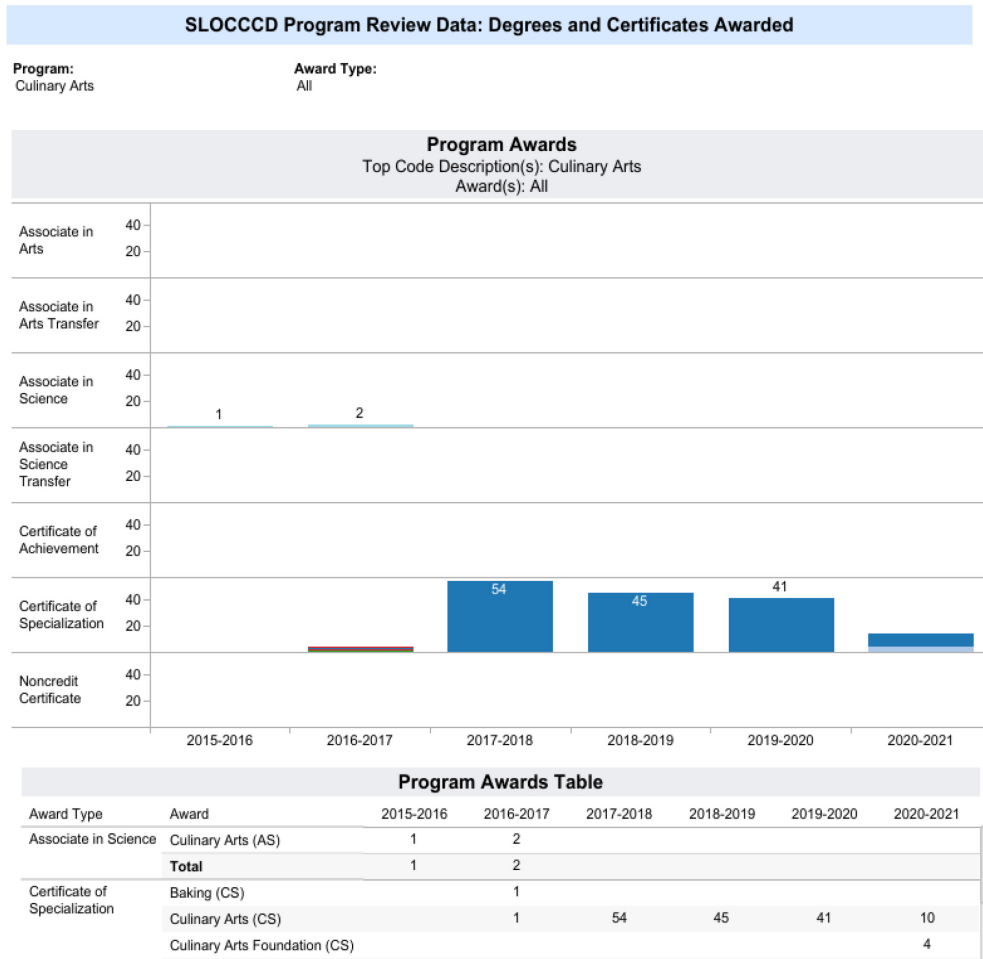 SLOCCCD Program Review Data: Degrees and Certificates Awarded
Program: Award Type:
Culinary Arts All
Program Awards
Top Code Description(s): Culinary Arts
Award(s): All
Associate in
Arts
40
20
Associate in
Arts Transfer
40
20
Associate in
Science
40
20
1 2
Associate in
Science
Transfer
40
20
Certificate of
Achievement
40
20
Certificate of
Specialization
40
20
54 45 41
Noncredit
Certificate
40
20
2015-2016 2016-2017 2017-2018 2018-2019 2019-2020 2020-2021
Program Awards Table
Award Type Award 2015-2016 2016-2017 2017-2018 2018-2019 2019-2020 2020-2021
Associate in Science Culinary Arts (AS) 1 2
Total 1 2
Certificate of
Specialization
Baking (CS) 1
Culinary Arts (CS) 1 54 45 41 10
Culinary Arts Foundation (CS) 4